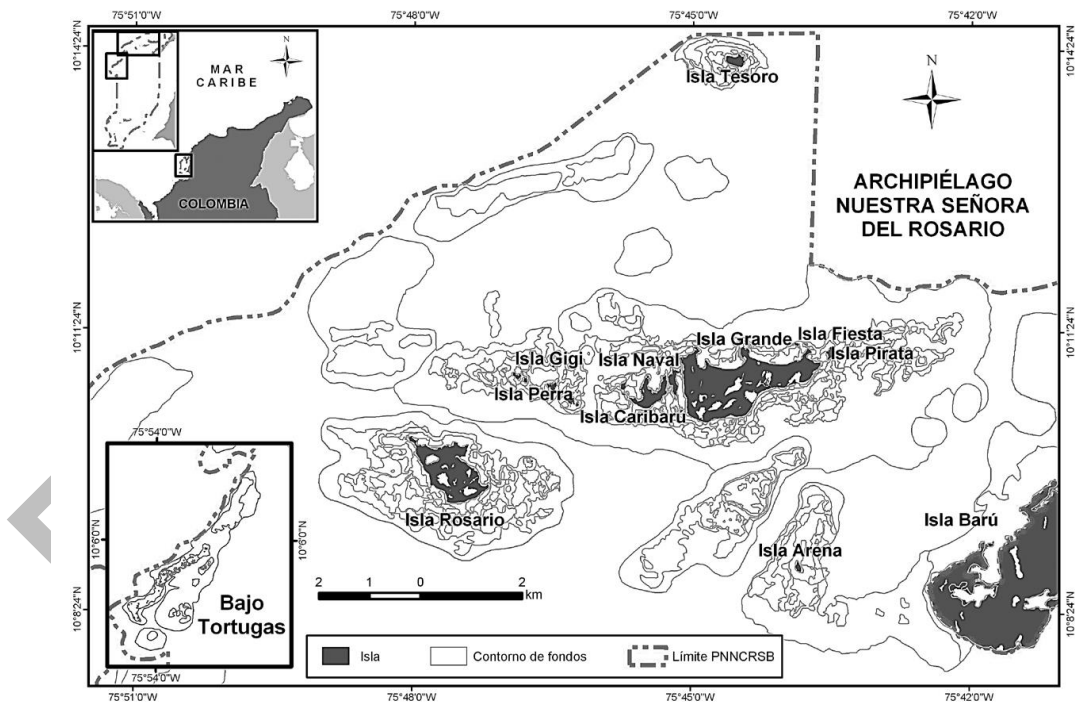 75°51'0"W
75°48'0"W
75°45'0"W
75°42'0"W
10°14'24"N
10°14'24"N
MAR
CARIBE
COLOMBIA
N
Isla Tesoro
N
ARCHIPIÉLAGO
NUESTRA SEÑORA
DEL ROSARIO
10°11'24"N
10°11'24"N
Isla Grande
Isla Fiesta
Isla Gigi
Isla Naval
Isla Pirata
Isla Perra
Isla Caribarú
Isla Rosario
Isla Barú
Isla Arena
75°54'0"W
10°6'0"N
10°6'0"N
Bajo
Tortugas
75°54'0"W
10°8'24"N
10°8'24"N
2 1 0 2
km
Isla
Contorno de fondos
Límite PNNCRSB
75°51'0"W
75°48'0"W
75°45'0"W
75°42'0"W